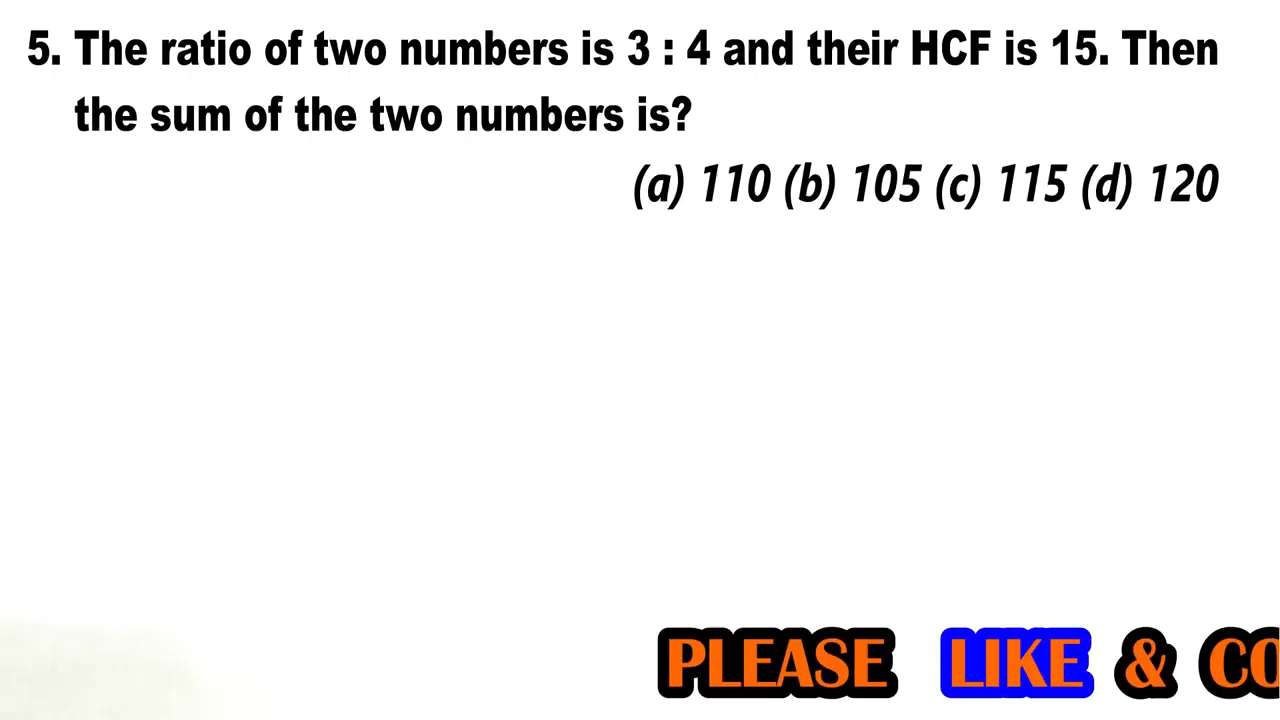 5. The ratio of two numbers is 3 : 4 and their HCF is 15. Then
the sum of the two numbers is?
(a) 110 (b) 105 (c) 115 (d) 120
PLEASE LIKE & CO